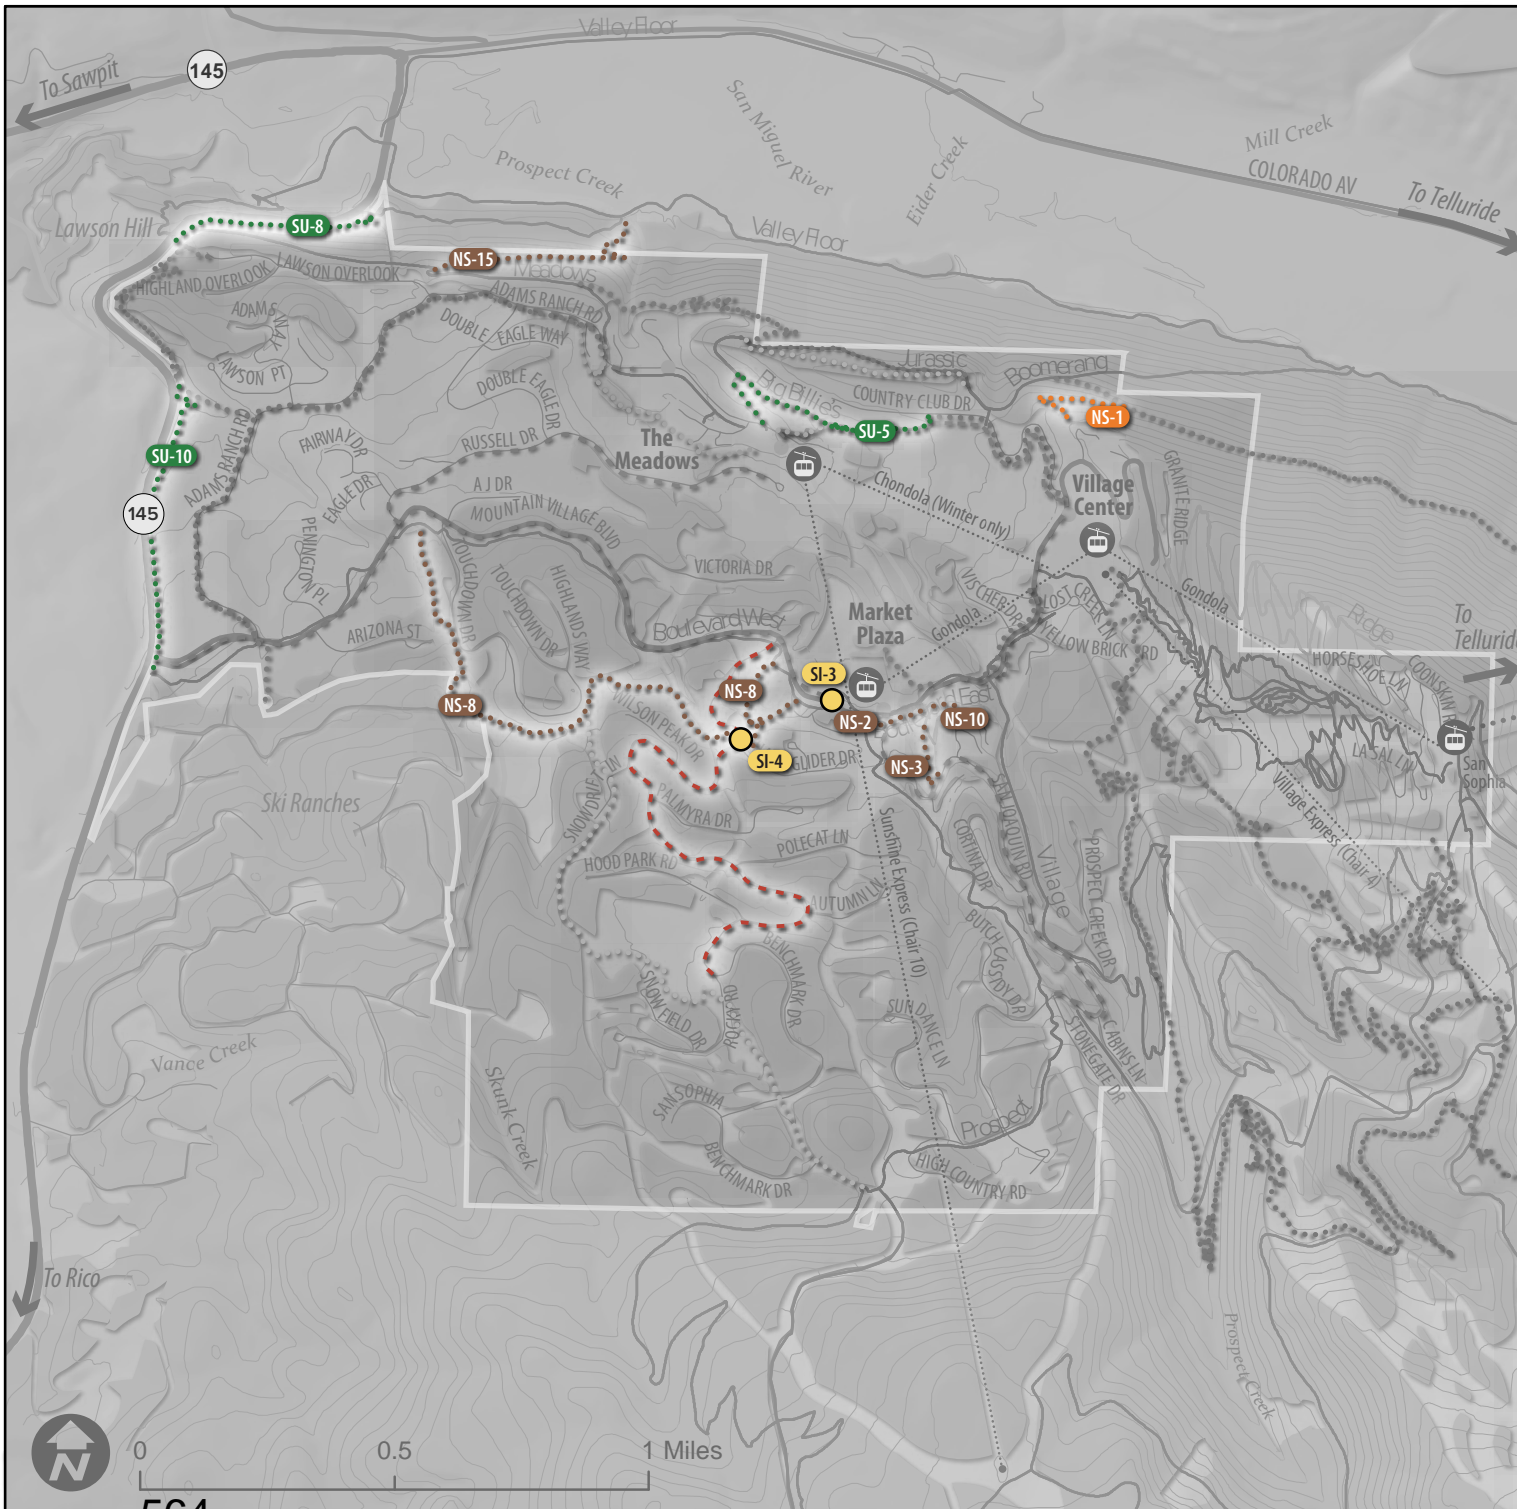 Valley Floor
To Sawpit
145
San Miguel River
Mill Creek
Prospect Creek
Eider Creek
COLORADO AV
To Telluride
Lawson Hill
SU-8
Valley Floor
NS-15
LAWSON OVERLOOK
HIGHLAND OVERLOOK
Meadows
ADAMS RANCH RD
ADAMS WAY
DOUBLE EAGLE WAY
Jurassic
Boomerang
LAWSON PT
DOUBLE EAGLE DR
Big Billie's
COUNTRY CLUB DR
NS-1
SU-5
FAIRWAY DR
RUSSELL DR
The
Meadows
SU-10
ADAMS RANCH RD
EAGLE DR
A J DR
MOUNTAIN VILLAGE BLVD
Chondola (Winter only)
Village
Center
GRANITE RIDGE
145
PENINGTON PL
TOUCHDOWN DR
TOUCHDOWN DR
HIGHLANDS WAY
VICTORIA DR
VISCHER DR
LOST CREEK LN
Gondola
Market
Plaza
Gondola
Ridge
To
Telluride
ARIZONA ST
Boulevard West
YELLOW BRICK RD
HORSESHOE LN
COONSKIN
SI-3
NS-8
NS-8
East
NS-2
NS-10
WILSON PEAK DR
SI-4
GLIDER DR
NS-3
LA SAL LN
San
Sophia
SNOWDRIFT LN
Ski Ranches
PALMYRA DR
SAN JOAQUIN RD
Village Express (Chair 4)
Sunshine Express (Chair 10)
CORTINA DR
POLECAT LN
HOOD PARK RD
Village
PROSPECT CREEK DR
AUTUMN LN
BUTCH CASSIDY DR
BENCHMARK DR
SNOWFIELD DR
ROCKY RD
SUNDANCE LN
CABINS LN
STONEGATE DR
Vance Creek
Skunk Creek
SAN SOPHIA
Prospect
BENCHMARK DR
HIGH COUNTRY RD
To Rico
Prospect Creek
N
0 0.5 1 Miles
564